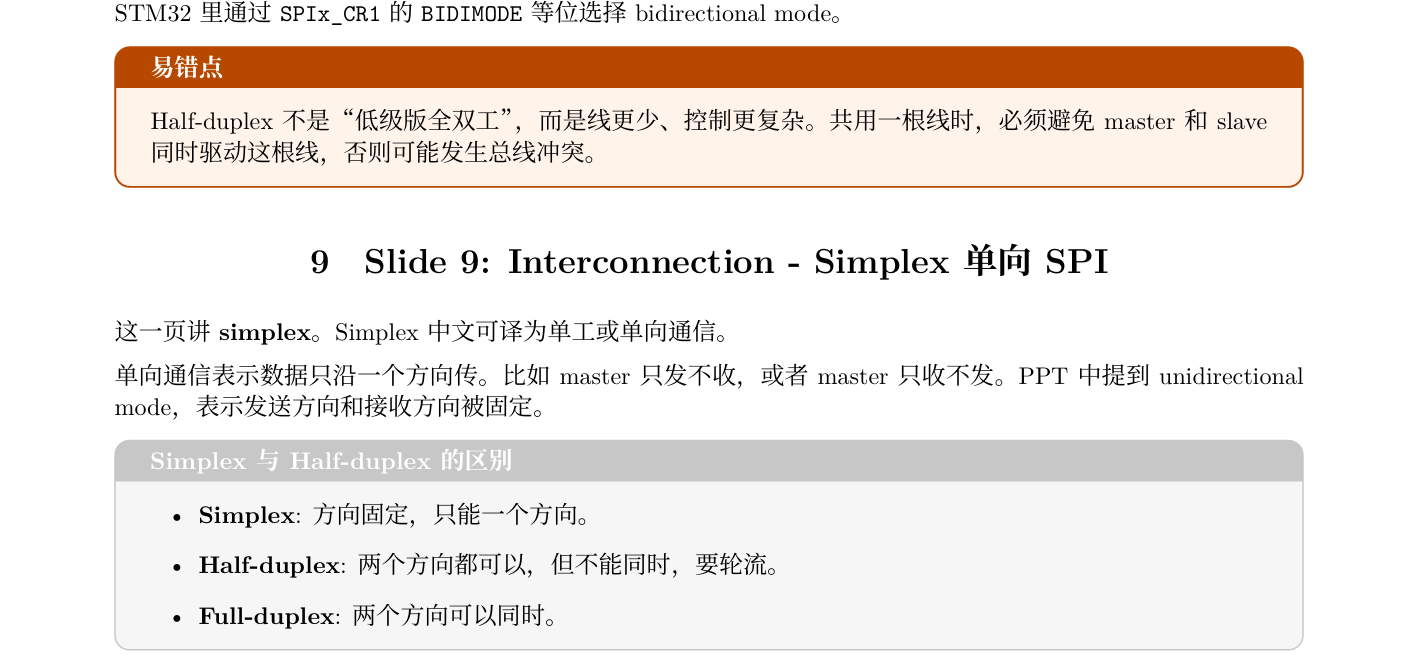 STM32 里通过 SPIx_CR1 的 BIDIMODE 等位选择 bidirectional mode。
易错点
Half-duplex 不是“低级版全双工”，而是线更少、控制更复杂。共用一根线时，必须避免 master 和 slave
同时驱动这根线，否则可能发生总线冲突。
9 Slide 9: Interconnection - Simplex 单向 SPI
这一页讲 simplex。Simplex 中文可译为单工或单向通信。
单向通信表示数据只沿一个方向传。比如 master 只发不收，或者 master 只收不发。PPT 中提到 unidirectional
mode，表示发送方向和接收方向被固定。
Simplex 与 Half-duplex 的区别
• Simplex: 方向固定，只能一个方向。
• Half-duplex: 两个方向都可以，但不能同时，要轮流。
• Full-duplex: 两个方向可以同时。